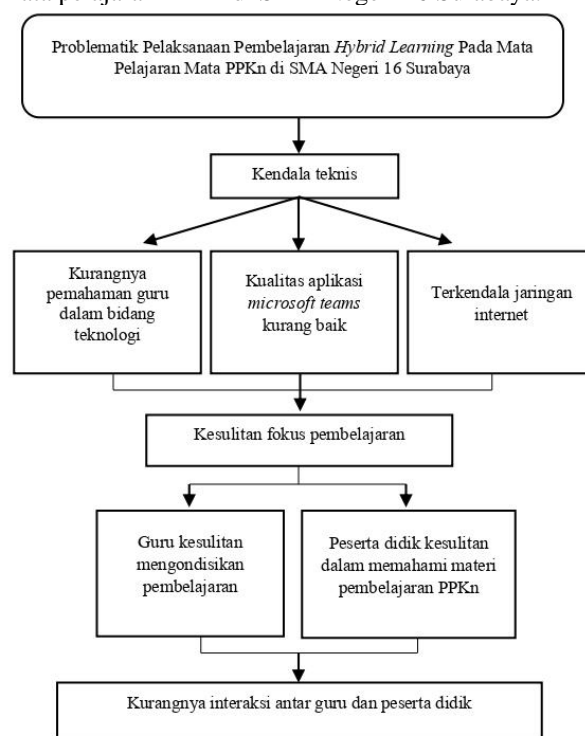 Problematik Pelaksanaan Pembelajaran Hybrid Learning Pada Mata
Pelajaran Mata PPKn di SMA Negeri 16 Surabaya
Kendala teknis
Kurangnya
pemahaman guru
dalam bidang
teknologi
Kualitas aplikasi
microsoft teams
kurang baik
Terkendala jaringan
internet
Kesulitan fokus pembelajaran
Guru kesulitan
mengondisikan
pembelajaran
Peserta didik kesulitan
dalam memahami materi
pembelajaran PPKn
Kurangnya interaksi antar guru dan peserta didik